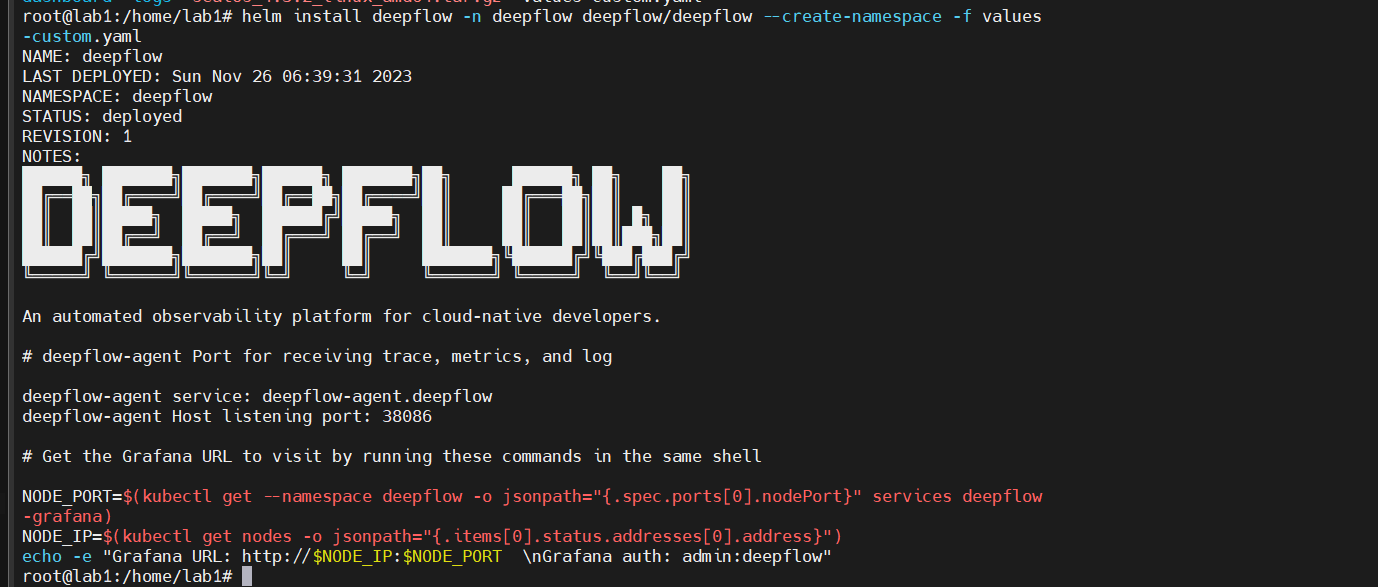 root@lab1:/home/lab1# helm install deepflow -n deepflow deepflow/deepflow --create-namespace -f values
-custom.yaml
NAME: deepflow
LAST DEPLOYED: Sun Nov 26 06:39:31 2023
NAMESPACE: deepflow
STATUS: deployed
REVISION: 1
NOTES:
DEEPFLOW
An automated observability platform for cloud-native developers.
# deepflow-agent Port for receiving trace, metrics, and log
deepflow-agent service: deepflow-agent.deepflow
deepflow-agent Host listening port: 38086
# Get the Grafana URL to visit by running these commands in the same shell
NODE_PORT=$(kubectl get --namespace deepflow -o jsonpath="{.spec.ports[0].nodePort}" services deepflow
-grafana)
NODE_IP=$(kubectl get nodes -o jsonpath="{.items[0].status.addresses[0].address}")
echo -e "Grafana URL: http://$NODE_IP:$NODE_PORT  \nGrafana auth: admin:deepflow"
root@lab1:/home/lab1#